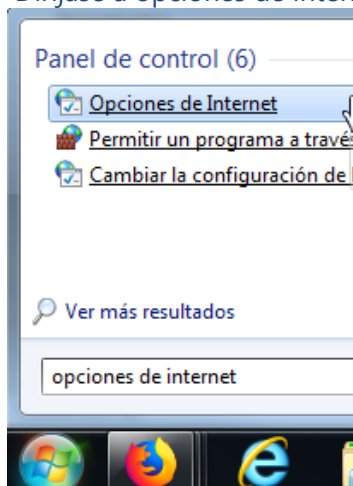 Panel de control (6)
Opciones de Internet
Permitir un programa a través
Cambiar la configuración de
Ver más resultados
opciones de internet